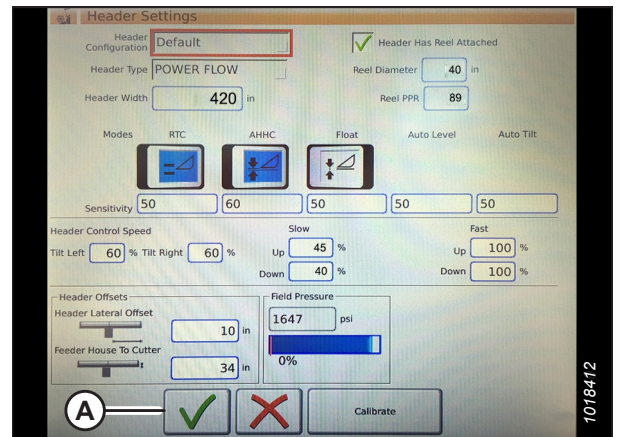 Header Settings
Header Configuration Default
Header Has Reel Attached
Header Type POWER FLOW
Reel Diameter 40 in
Header Width 420 in
Reel PPR 89
Modes RTC AHHC Float Auto Level Auto Tilt
Sensitivity 50 60 50 50 50
Header Control Speed
Slow
Fast
Tilt Left 60 % Tilt Right 60 %
Up 45 %
Up 100 %
Down 40 %
Down 100 %
Header Offsets
Header Lateral Offset
10 in
Feeder House To Cutter
34 in
Field Pressure
1647 psi
0%
A
Calibrate
1018412